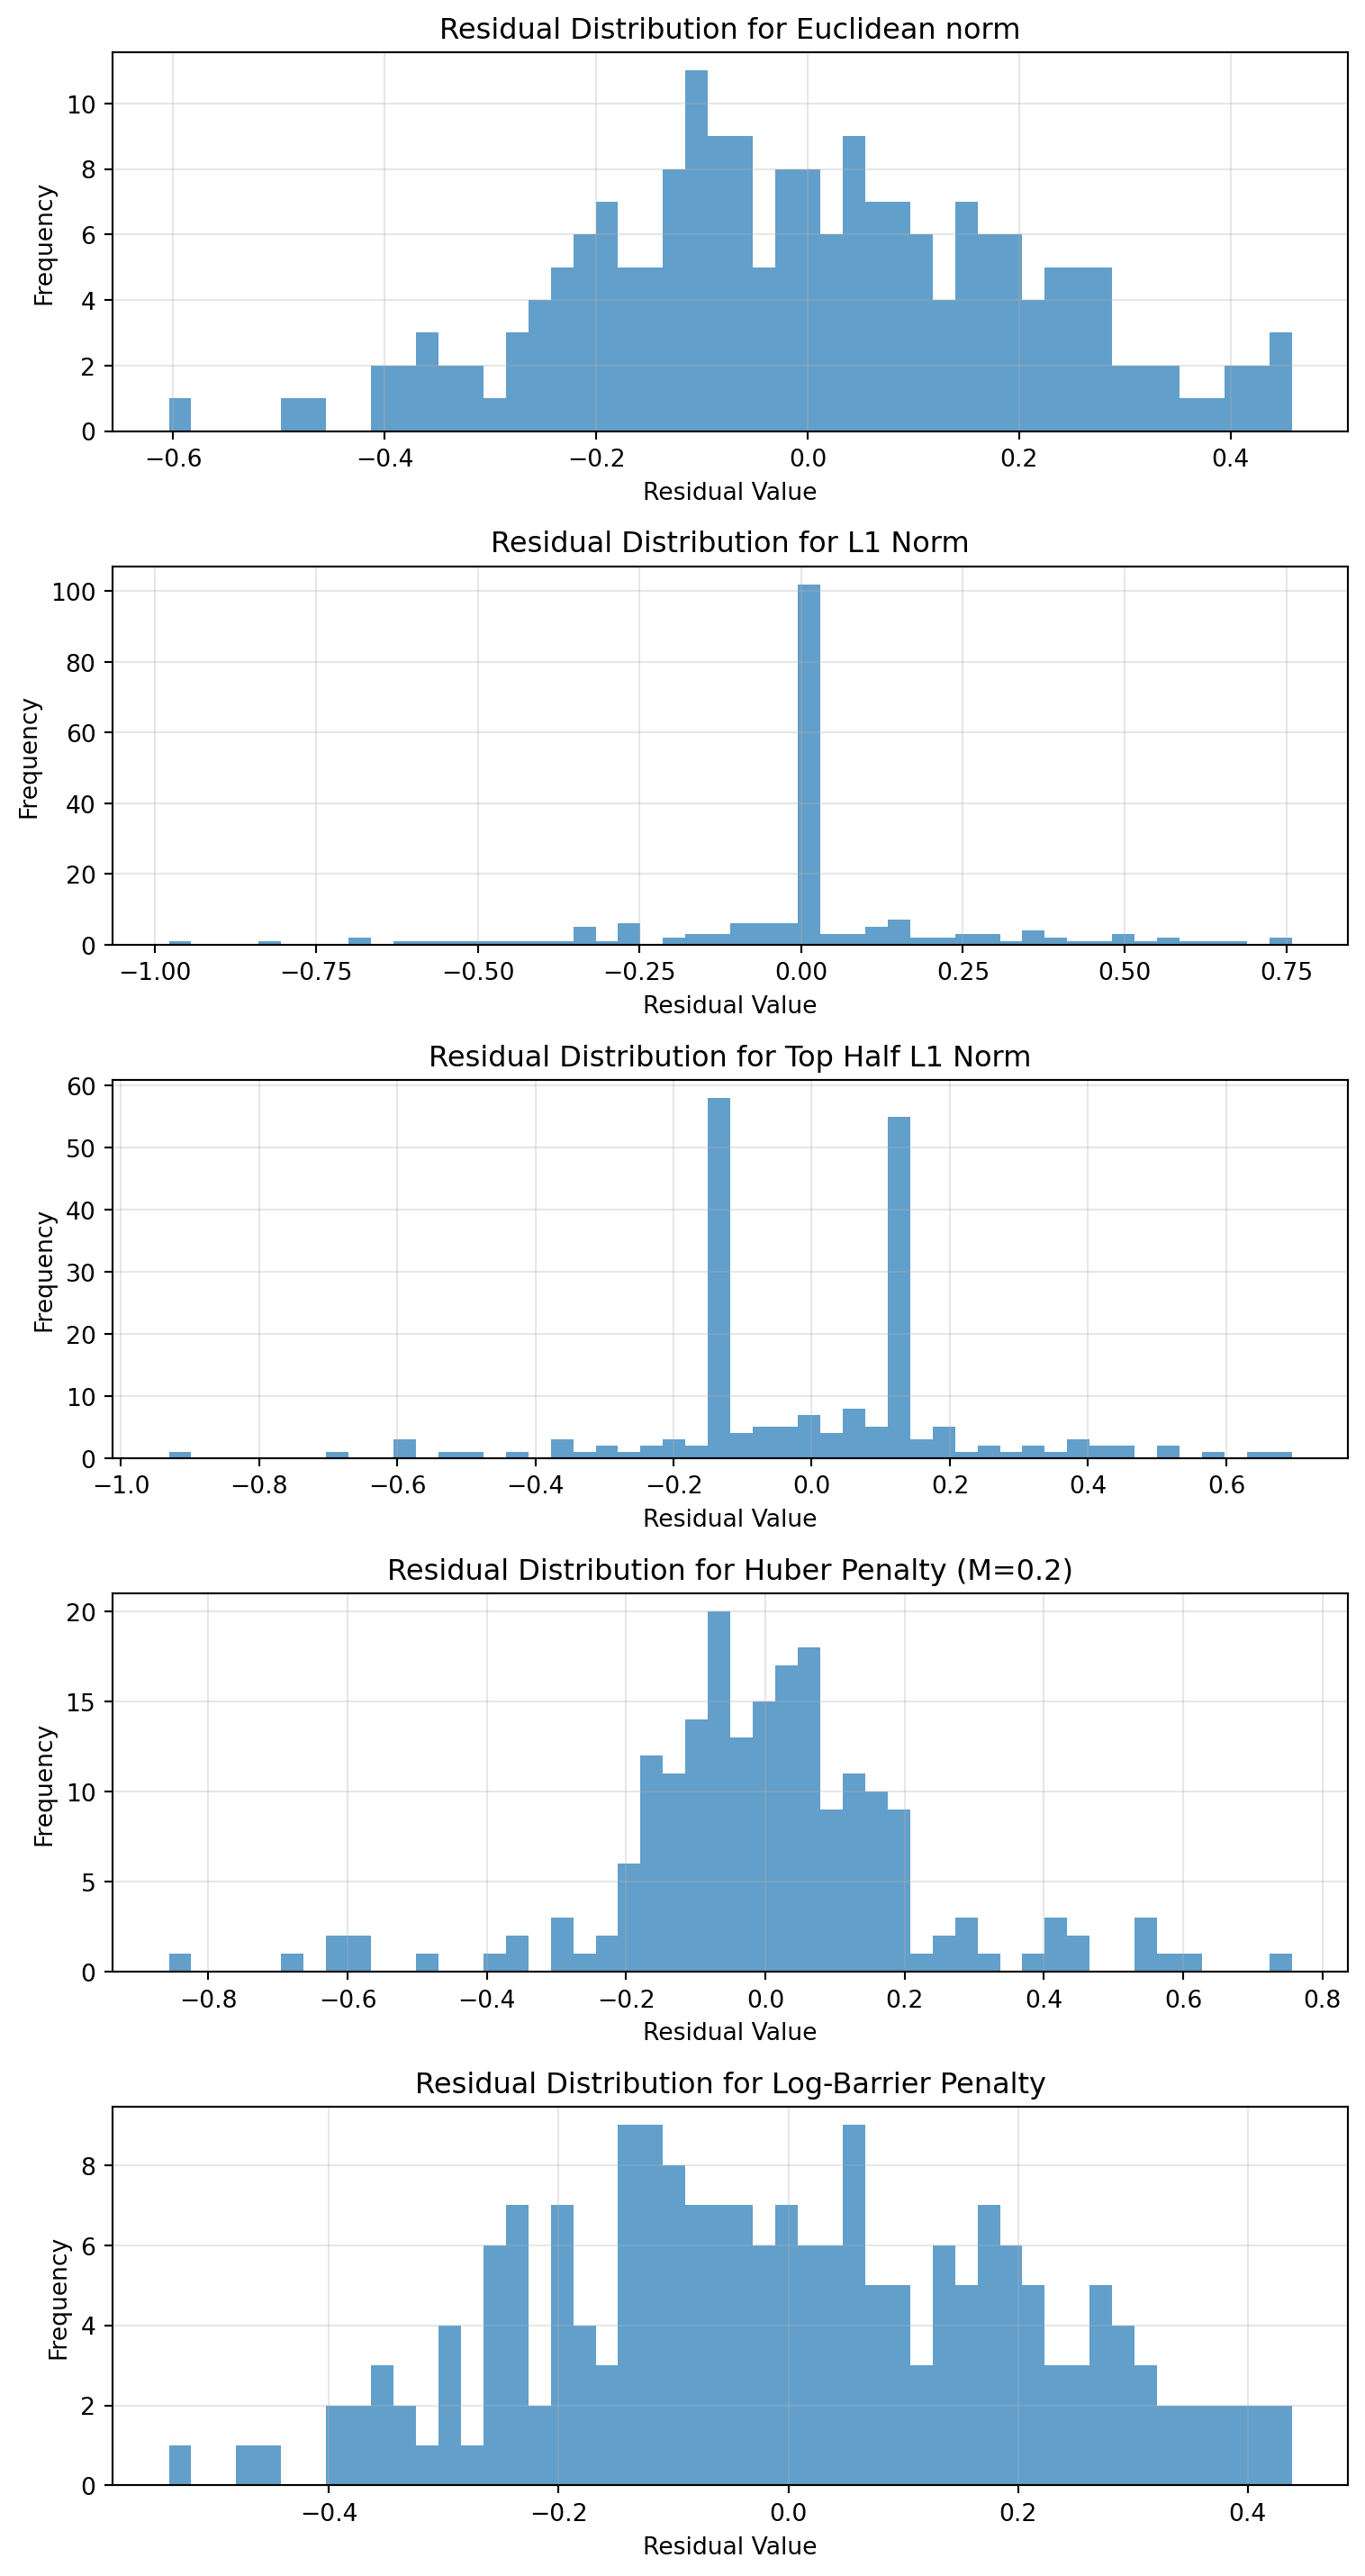 Residual Distribution for Euclidean norm
Frequency
10
8
6
4
2
0
−0.6 −0.4 −0.2 0.0 0.2 0.4
Residual Value
Residual Distribution for L1 Norm
Frequency
100
80
60
40
20
0
−1.00 −0.75 −0.50 −0.25 0.00 0.25 0.50 0.75
Residual Value
Residual Distribution for Top Half L1 Norm
Frequency
60
50
40
30
20
10
0
−1.0 −0.8 −0.6 −0.4 −0.2 0.0 0.2 0.4 0.6
Residual Value
Residual Distribution for Huber Penalty (M=0.2)
Frequency
20
15
10
5
0
−0.8 −0.6 −0.4 −0.2 0.0 0.2 0.4 0.6 0.8
Residual Value
Residual Distribution for Log-Barrier Penalty
Frequency
8
6
4
2
0
−0.4 −0.2 0.0 0.2 0.4
Residual Value